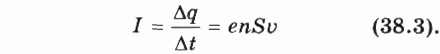 I = Δq/Δt = enSv (38.3).